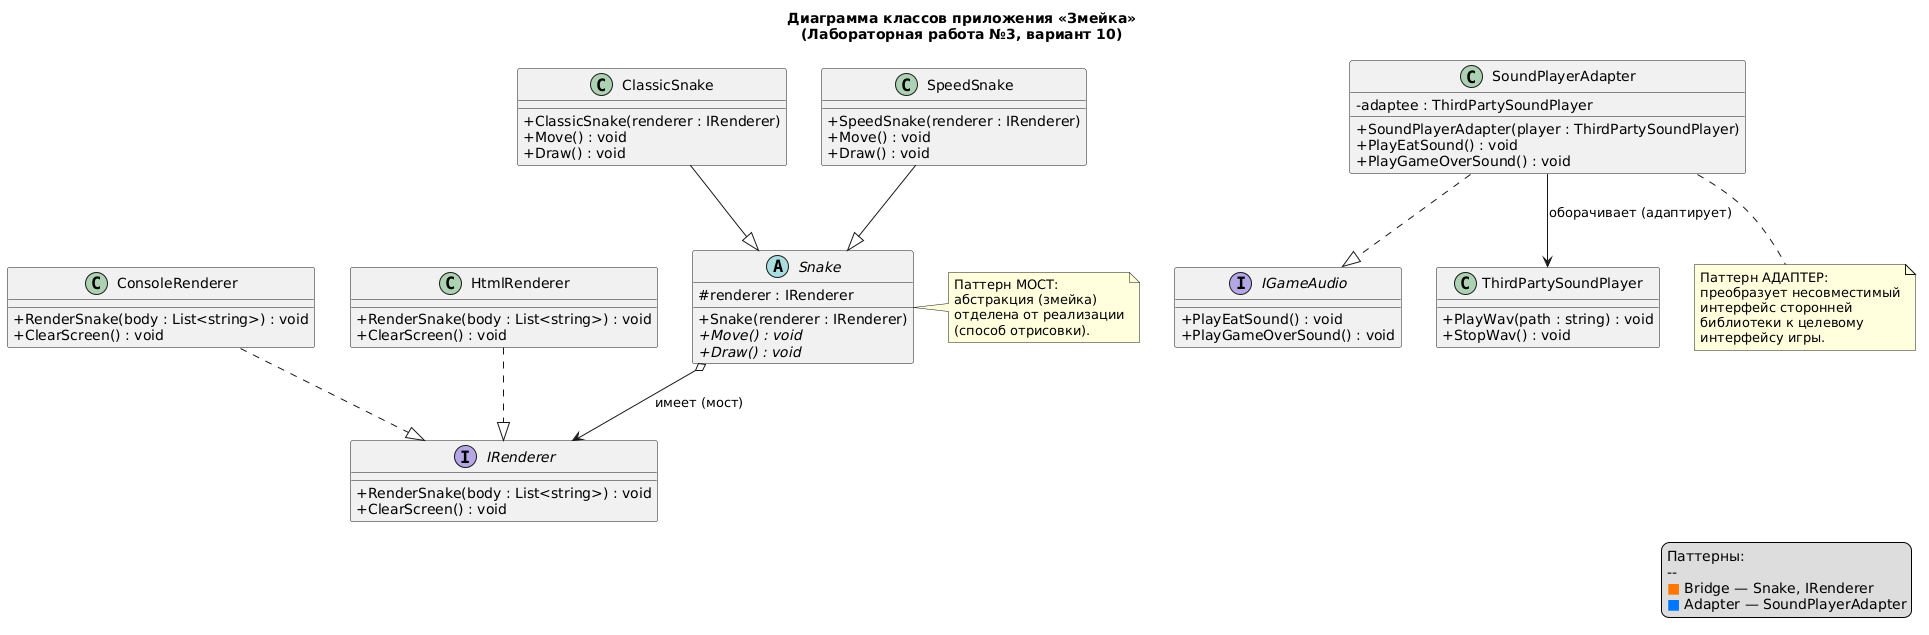 Диаграмма классов приложения «Змейка»
(Лабораторная работа №3, вариант 10)
C ClassicSnake
+ClassicSnake(renderer : IRenderer)
+Move() : void
+Draw() : void
C SpeedSnake
+SpeedSnake(renderer : IRenderer)
+Move() : void
+Draw() : void
C SoundPlayerAdapter
-adaptee : ThirdPartySoundPlayer
+SoundPlayerAdapter(player : ThirdPartySoundPlayer)
+PlayEatSound() : void
+PlayGameOverSound() : void
оборачивает (адаптирует)
C ConsoleRenderer
+RenderSnake(body : List<string>) : void
+ClearScreen() : void
C HtmlRenderer
+RenderSnake(body : List<string>) : void
+ClearScreen() : void
A Snake
#renderer : IRenderer
+Snake(renderer : IRenderer)
+Move() : void
+Draw() : void
Паттерн МОСТ:
абстракция (змейка)
отделена от реализации
(способ отрисовки).
I IGameAudio
+PlayEatSound() : void
+PlayGameOverSound() : void
C ThirdPartySoundPlayer
+PlayWav(path : string) : void
+StopWav() : void
Паттерн АДАПТЕР:
преобразует несовместимый
интерфейс сторонней
библиотеки к целевому
интерфейсу игры.
имеет (мост)
I IRenderer
+RenderSnake(body : List<string>) : void
+ClearScreen() : void
Паттерны:
--
■ Bridge — Snake, IRenderer
■ Adapter — SoundPlayerAdapter